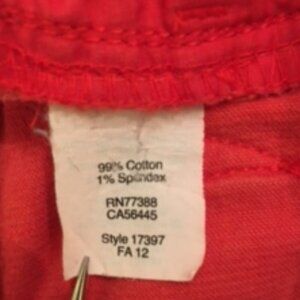 99% Cotton
1% Spandex
RN77388
CA56445
Style 17397
FA 12